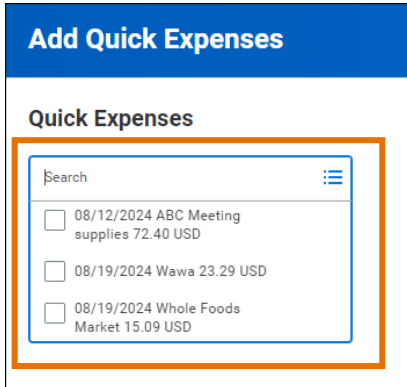 Add Quick Expenses
Quick Expenses
Search
08/12/2024 ABC Meeting
supplies 72.40 USD
08/19/2024 Wawa 23.29 USD
08/19/2024 Whole Foods
Market 15.09 USD